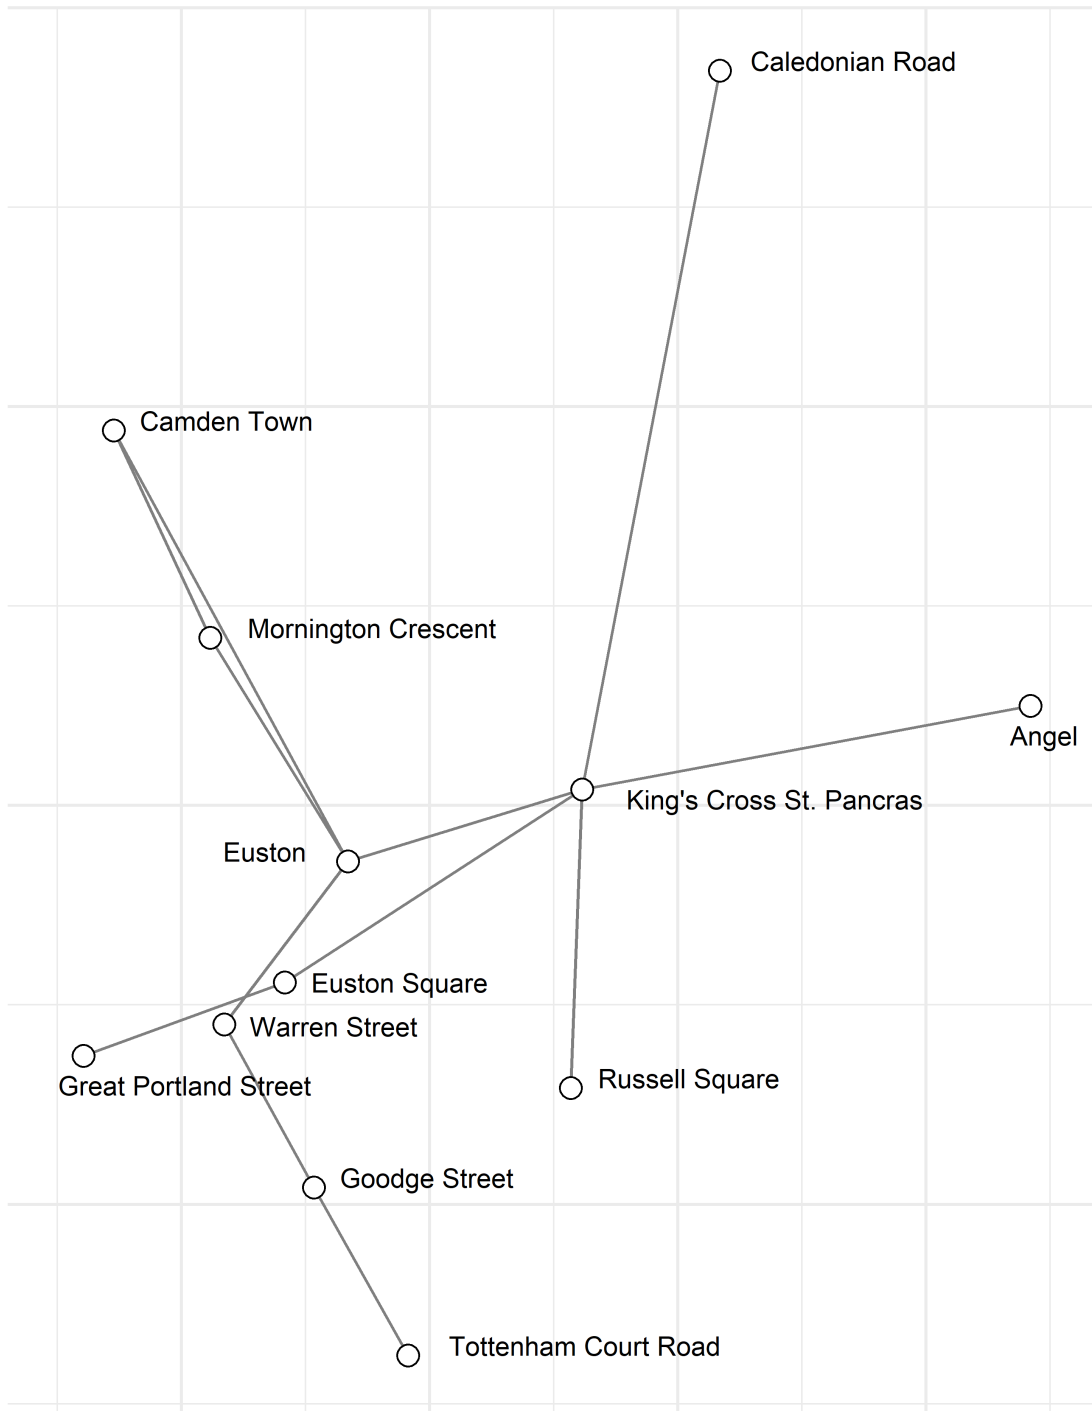 Caledonian Road
Camden Town
Mornington Crescent
Angel
King's Cross St. Pancras
Euston
Euston Square
Warren Street
Great Portland Street
Russell Square
Goodge Street
Tottenham Court Road